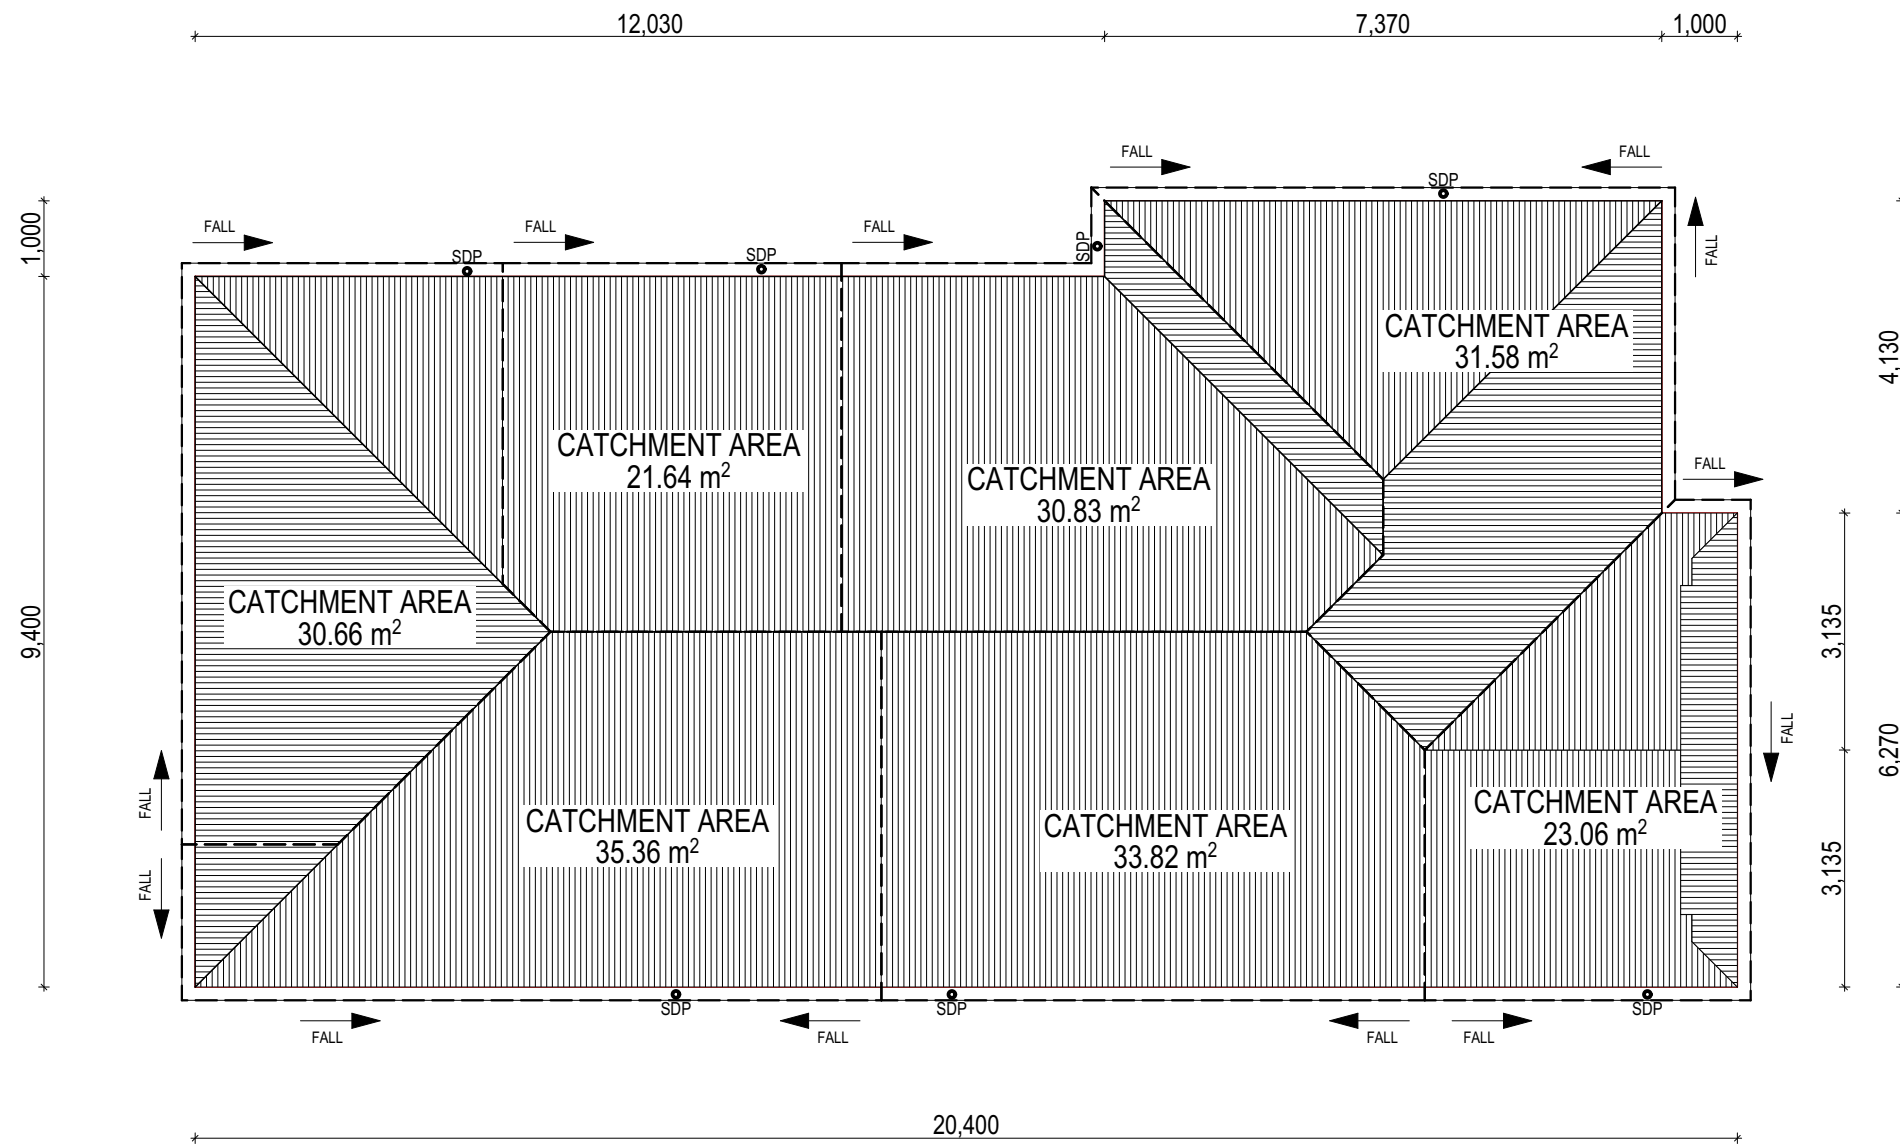 12,030
7,370
1,000
FALL
FALL
SDP
FALL
FALL
FALL
SDP
SDP
SDP
FALL
1,000
4,130
CATCHMENT AREA
31.58 m²
CATCHMENT AREA
21.64 m²
CATCHMENT AREA
30.83 m²
FALL
CATCHMENT AREA
30.66 m²
9,400
3,135
6,270
FALL
FALL
FALL
CATCHMENT AREA
35.36 m²
CATCHMENT AREA
33.82 m²
CATCHMENT AREA
23.06 m²
3,135
SDP
SDP
SDP
FALL
FALL
FALL
FALL
20,400